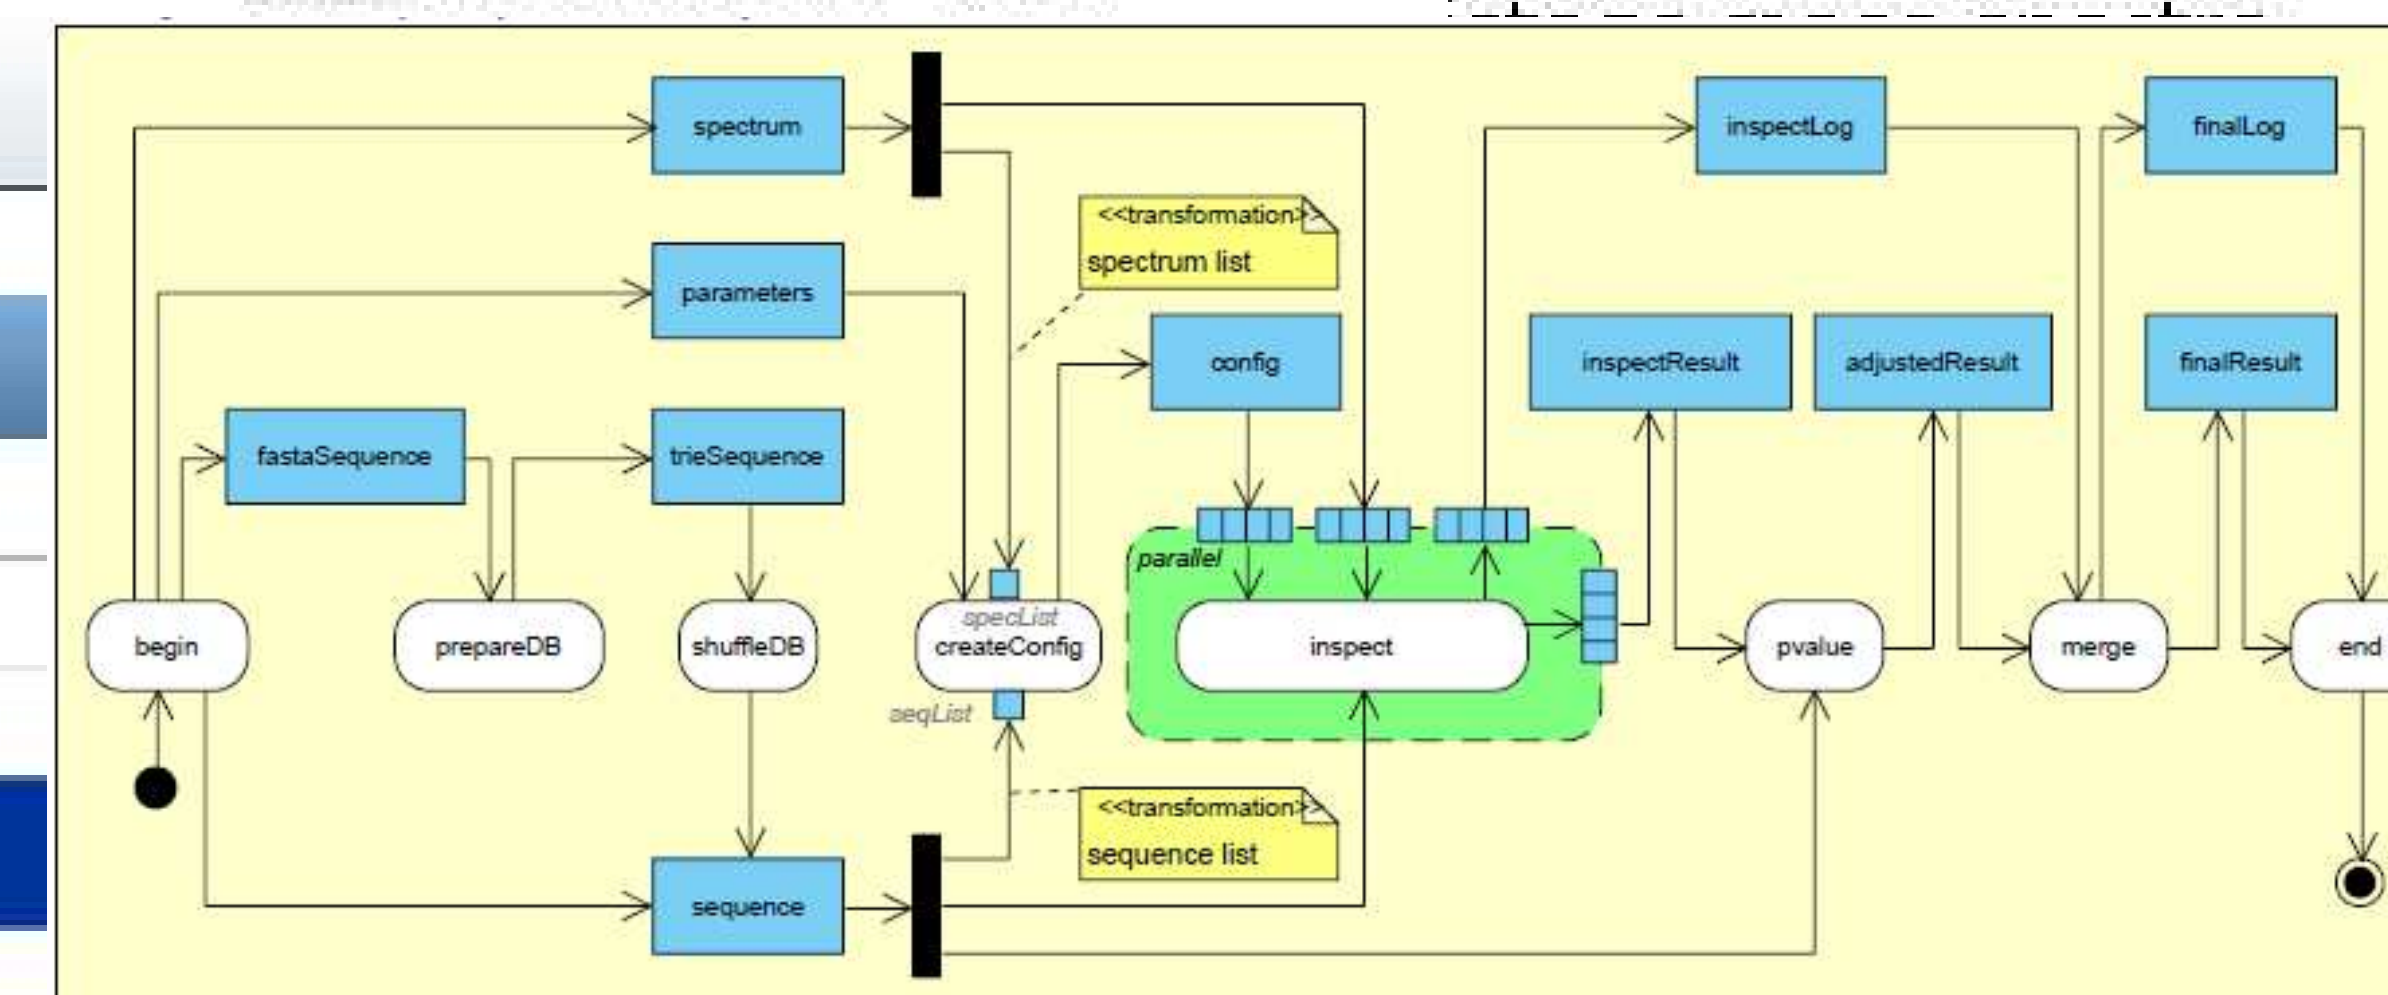 spectrum
inspectLog
finalLog
<<transformation>>
spectrum list
parameters
config
inspectResult
adjustedResult
finalResult
fastaSequence
trieSequence
parallel
specList
begin
prepareDB
shuffleDB
createConfig
inspect
pvalue
merge
end
seqList
<<transformation>>
sequence list
sequence